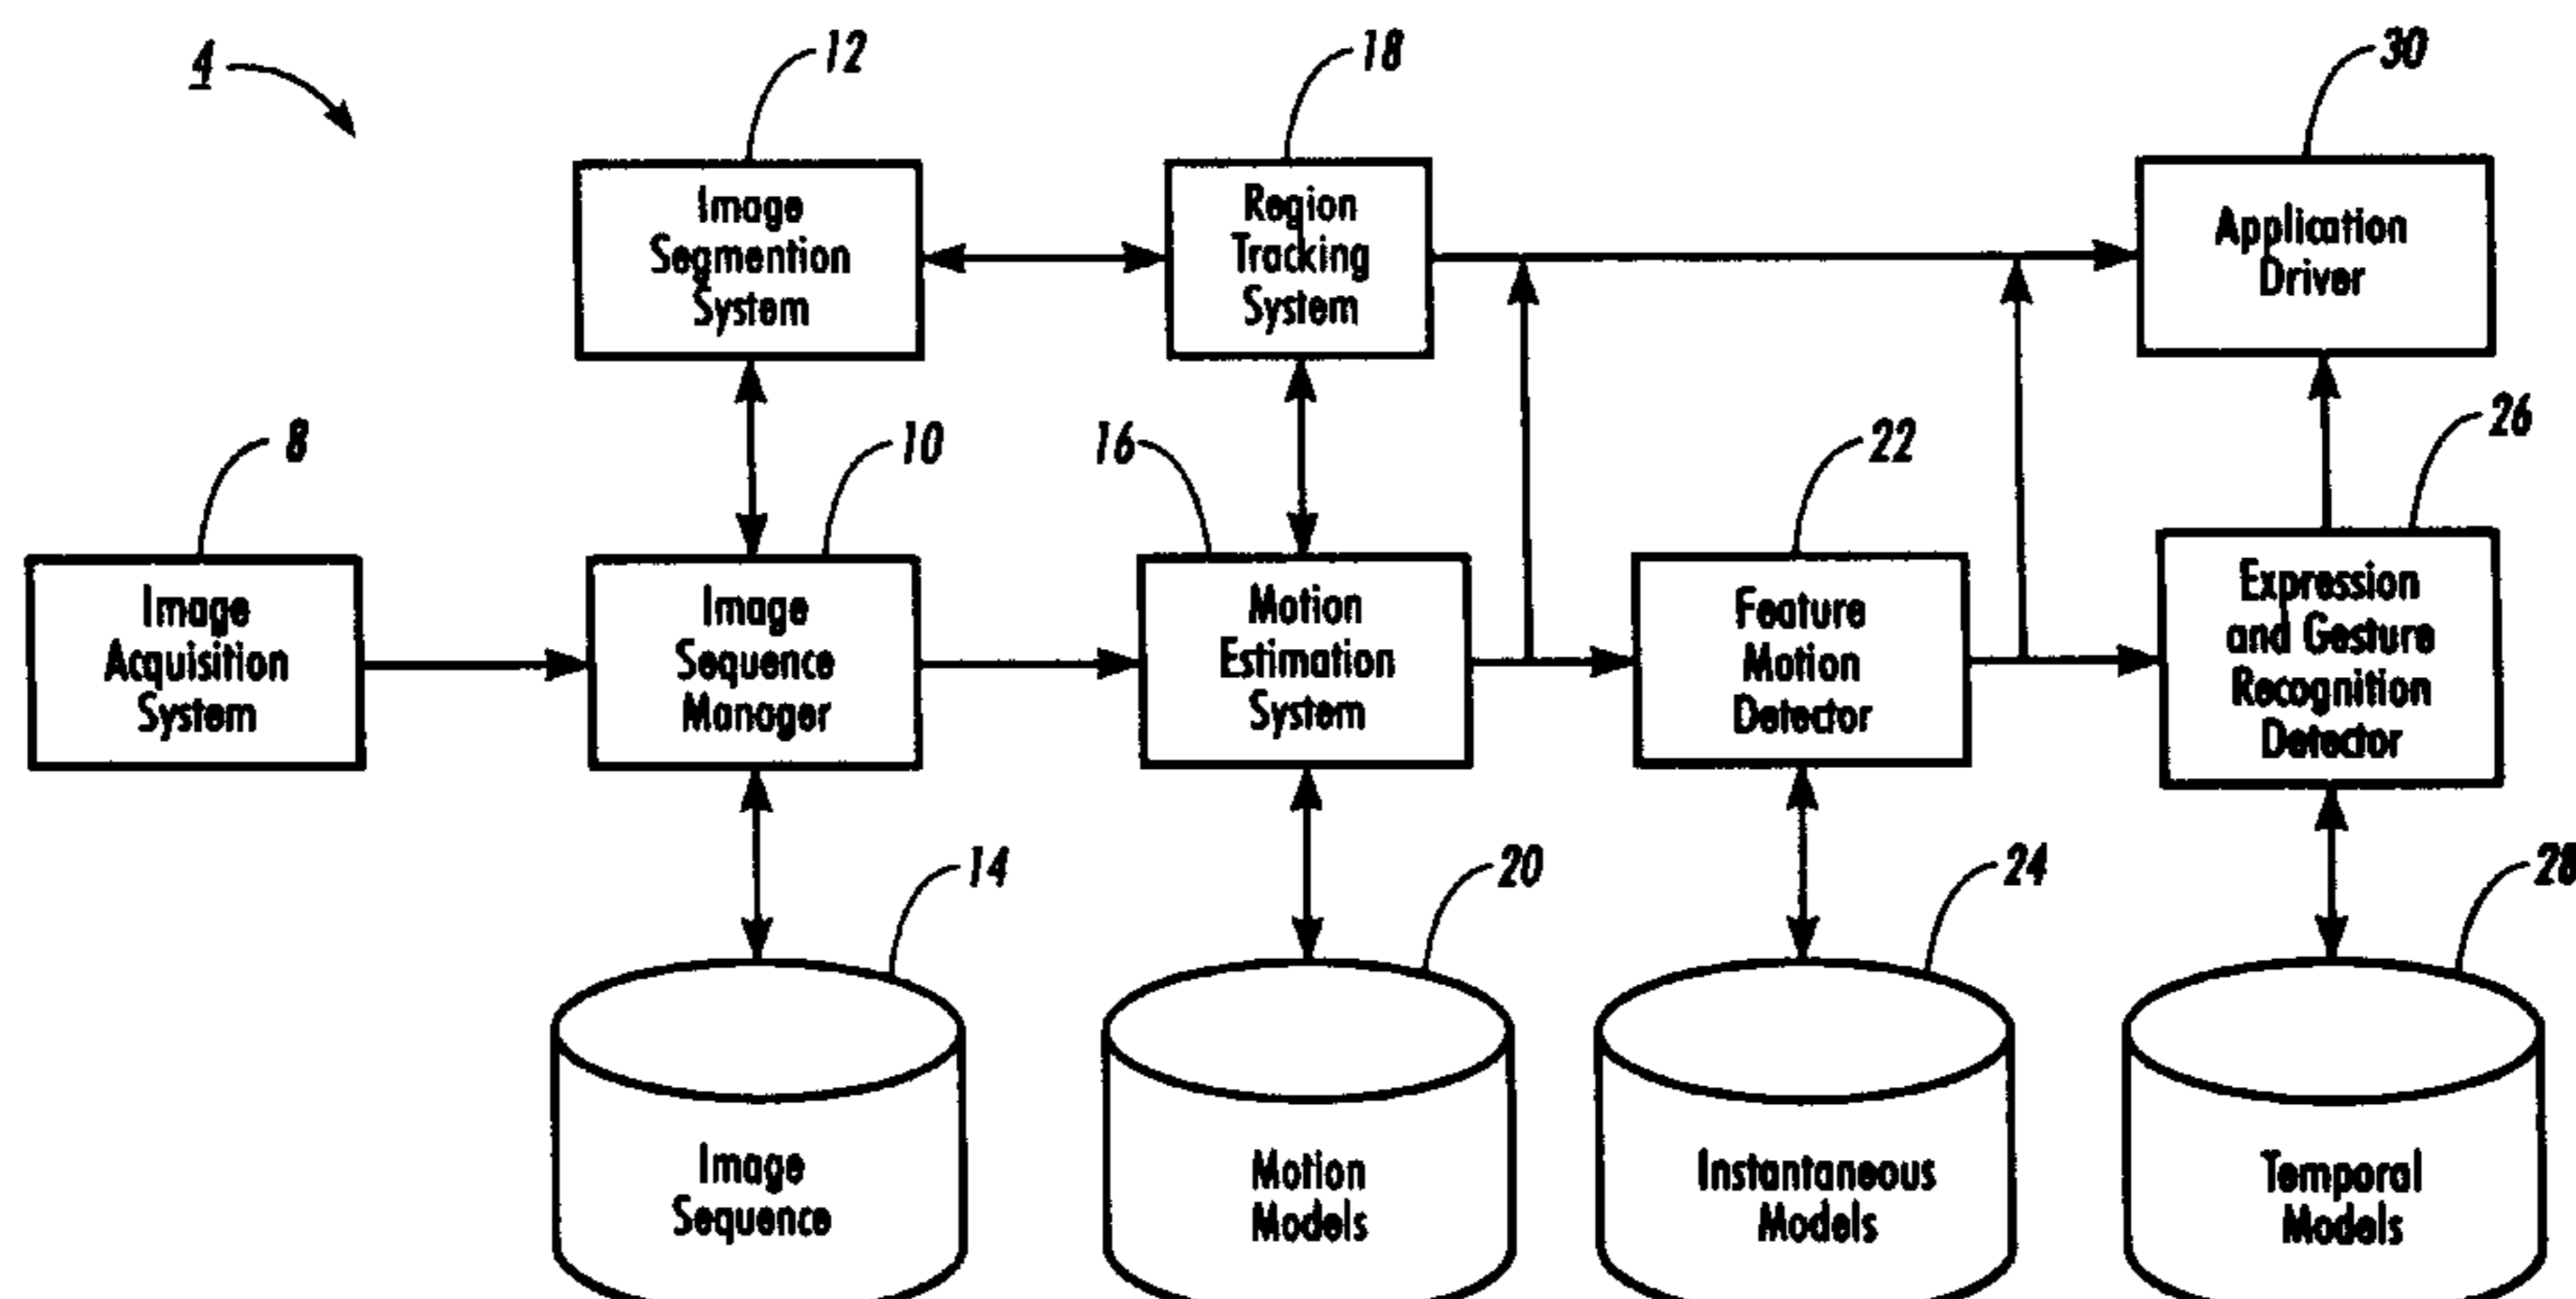 4
12
18
30
Image
Segmention
System
Region
Tracking
System
Application
Driver
8
10
16
22
26
Image
Acquisition
System
Image
Sequence
Manager
Motion
Estimation
System
Feature
Motion
Detector
Expression
and Gesture
Recognition
Detector
14
20
24
28
Image
Sequence
Motion
Models
Instantaneous
Models
Temporal
Models